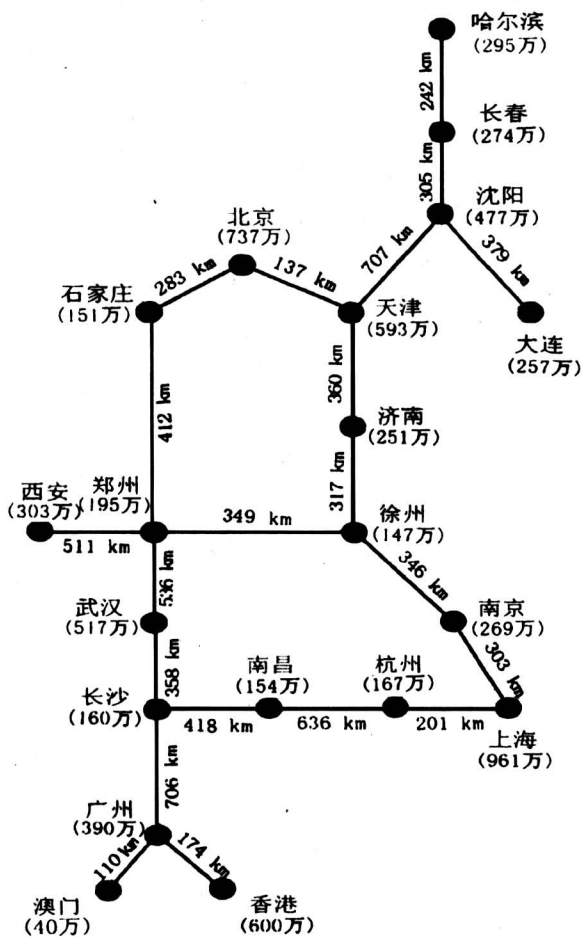 哈尔滨
(295万)
242 km
长春
(274万)
305 km
沈阳
(477万)
北京
(737万)
707 km
379 km
283 km
137 km
石家庄
(151万)
天津
(593万)
大连
(257万)
360 km
412 km
济南
(251万)
317 km
西安
(303万)
郑州
(195万)
349 km
徐州
(147万)
511 km
536 km
346 km
武汉
(517万)
南京
(269万)
303 km
358 km
南昌
(154万)
杭州
(167万)
长沙
(160万)
418 km
636 km
201 km
上海
(961万)
706 km
广州
(390万)
110km
174 km
澳门
(40万)
香港
(600万)